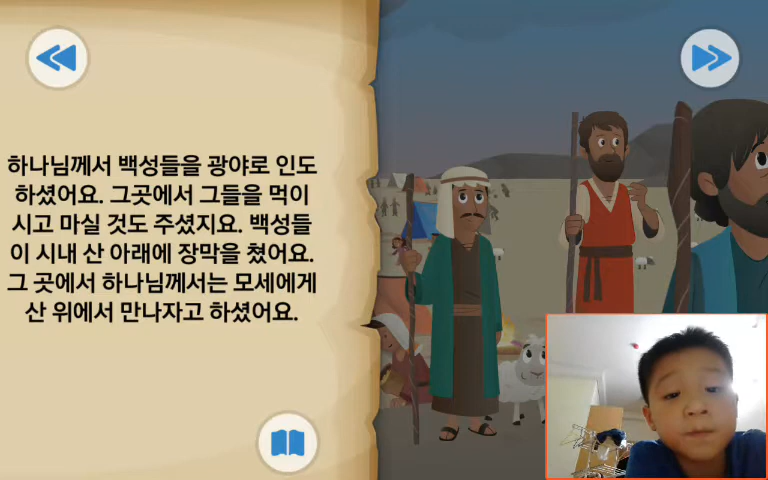 하나님께서 백성들을 광야로 인도
하셨어요. 그곳에서 그들을 먹이
시고 마실 것도 주셨지요. 백성들
이 시내 산 아래에 장막을 쳤어요.
그 곳에서 하나님께서는 모세에게
산 위에서 만나자고 하셨어요.